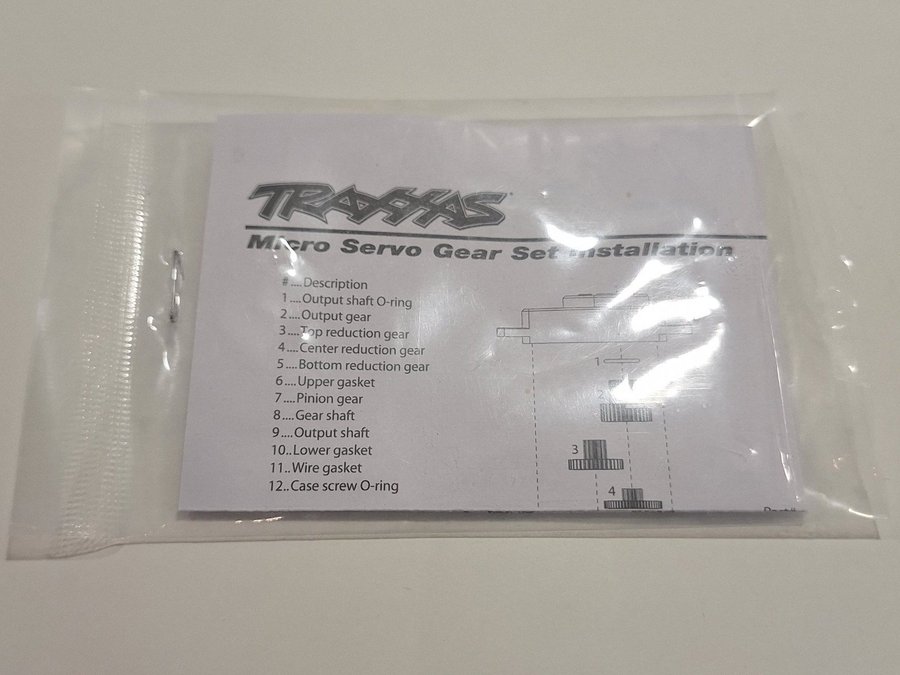 TRAXXAS
Micro Servo Gear Set Installation
#....Description
1....Output shaft O-ring
2....Output gear
3....Top reduction gear
4....Center reduction gear
5....Bottom reduction gear
6....Upper gasket
7....Pinion gear
8....Gear shaft
9....Output shaft
10..Lower gasket
11..Wire gasket
12..Case screw O-ring
1
2
3
4